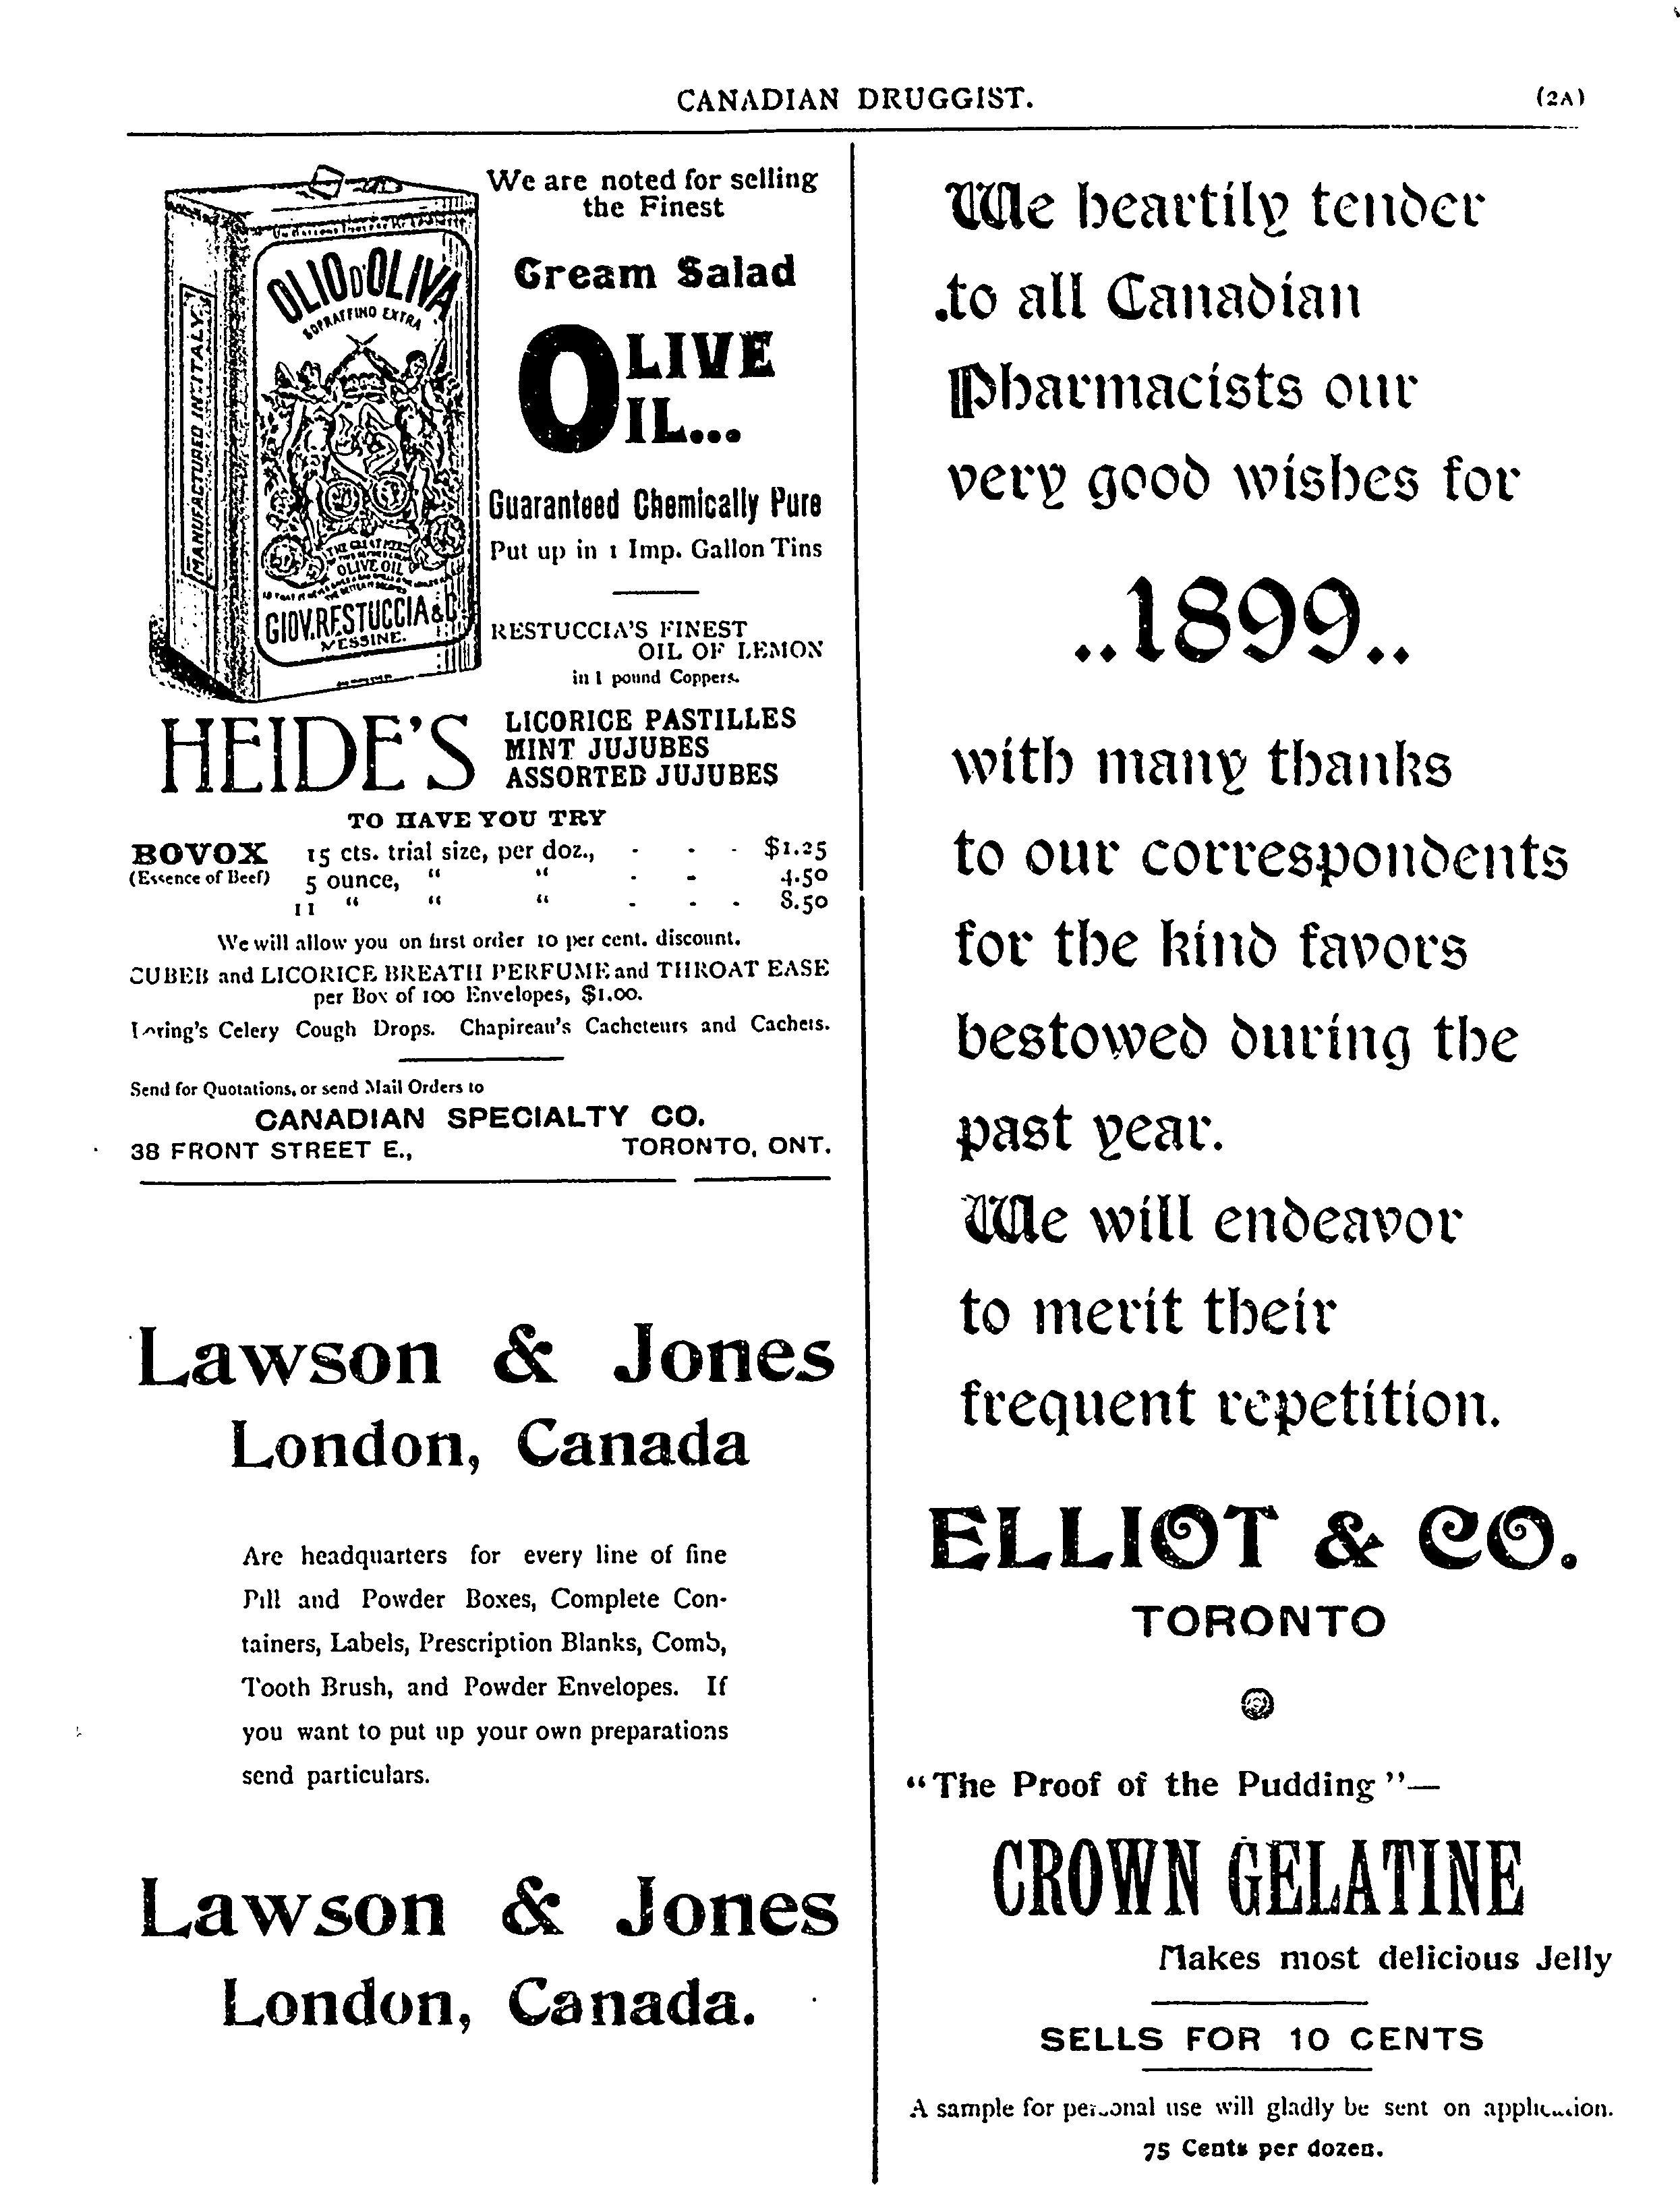 CANADIAN DRUGGIST.
(2A)
OLIO D'OLIVA
SOPRAFFINO EXTRA
MANUFACTURED IN ITALY.
OLIVE OIL
GIOV. RESTUCCIA & C.
MESSINE.
We are noted for selling
the Finest
Cream Salad
OLIVE
OIL...
Guaranteed Chemically Pure
Put up in 1 Imp. Gallon Tins
RESTUCCIA'S FINEST
OIL OF LEMON
in 1 pound Coppers.
HEIDE'S
LICORICE PASTILLES
MINT JUJUBES
ASSORTED JUJUBES
TO HAVE YOU TRY
BOVOX 15 cts. trial size, per doz., - - - $1.25
(Essence of Beef) 5 ounce, " " - - 4.50
11 " " " - - - 8.50
We will allow you on first order 10 per cent. discount.
CUBEB and LICORICE BREATH PERFUME and THROAT EASE
per Box of 100 Envelopes, $1.00.
Celery Cough Drops. Chapireau's Cacheteurs and Cachets.
Send for Quotations, or send Mail Orders to
CANADIAN SPECIALTY CO.
38 FRONT STREET E., TORONTO, ONT.
Lawson & Jones
London, Canada
Are headquarters for every line of fine
Pill and Powder Boxes, Complete Con-
tainers, Labels, Prescription Blanks, Comb,
Tooth Brush, and Powder Envelopes. If
you want to put up your own preparations
send particulars.
Lawson & Jones
London, Canada.
We heartily tender
to all Canadian
Pharmacists our
very good wishes for
..1899..
with many thanks
to our correspondents
for the kind favors
bestowed during the
past year.
We will endeavor
to merit their
frequent repetition.
ELLIOT & CO.
TORONTO
"The Proof of the Pudding"—
CROWN GELATINE
Makes most delicious Jelly
SELLS FOR 10 CENTS
A sample for personal use will gladly be sent on application.
75 Cents per dozen.